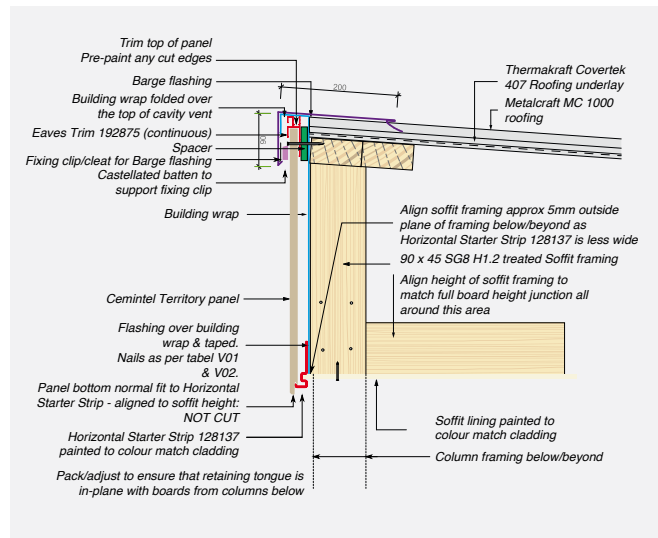 Trim top of panel
Pre-paint any cut edges
Barge flashing
Building wrap folded over
the top of cavity vent
Eaves Trim 192875 (continuous)
Spacer
Fixing clip/cleat for Barge flashing
Castellated batten to
support fixing clip
Building wrap
Cemintel Territory panel
Flashing over building
wrap & taped.
Nails as per tabel V01
& V02.
Panel bottom normal fit to Horizontal
Starter Strip - aligned to soffit height:
NOT CUT
Horizontal Starter Strip 128137
painted to colour match cladding
Pack/adjust to ensure that retaining tongue is
in-plane with boards from columns below
200
90
Thermakraft Covertek
407 Roofing underlay
Metalcraft MC 1000
roofing
Align soffit framing approx 5mm outside
plane of framing below/beyond as
Horizontal Starter Strip 128137 is less wide
90 x 45 SG8 H1.2 treated Soffit framing
Align height of soffit framing to
match full board height junction all
around this area
Soffit lining painted to
colour match cladding
Column framing below/beyond